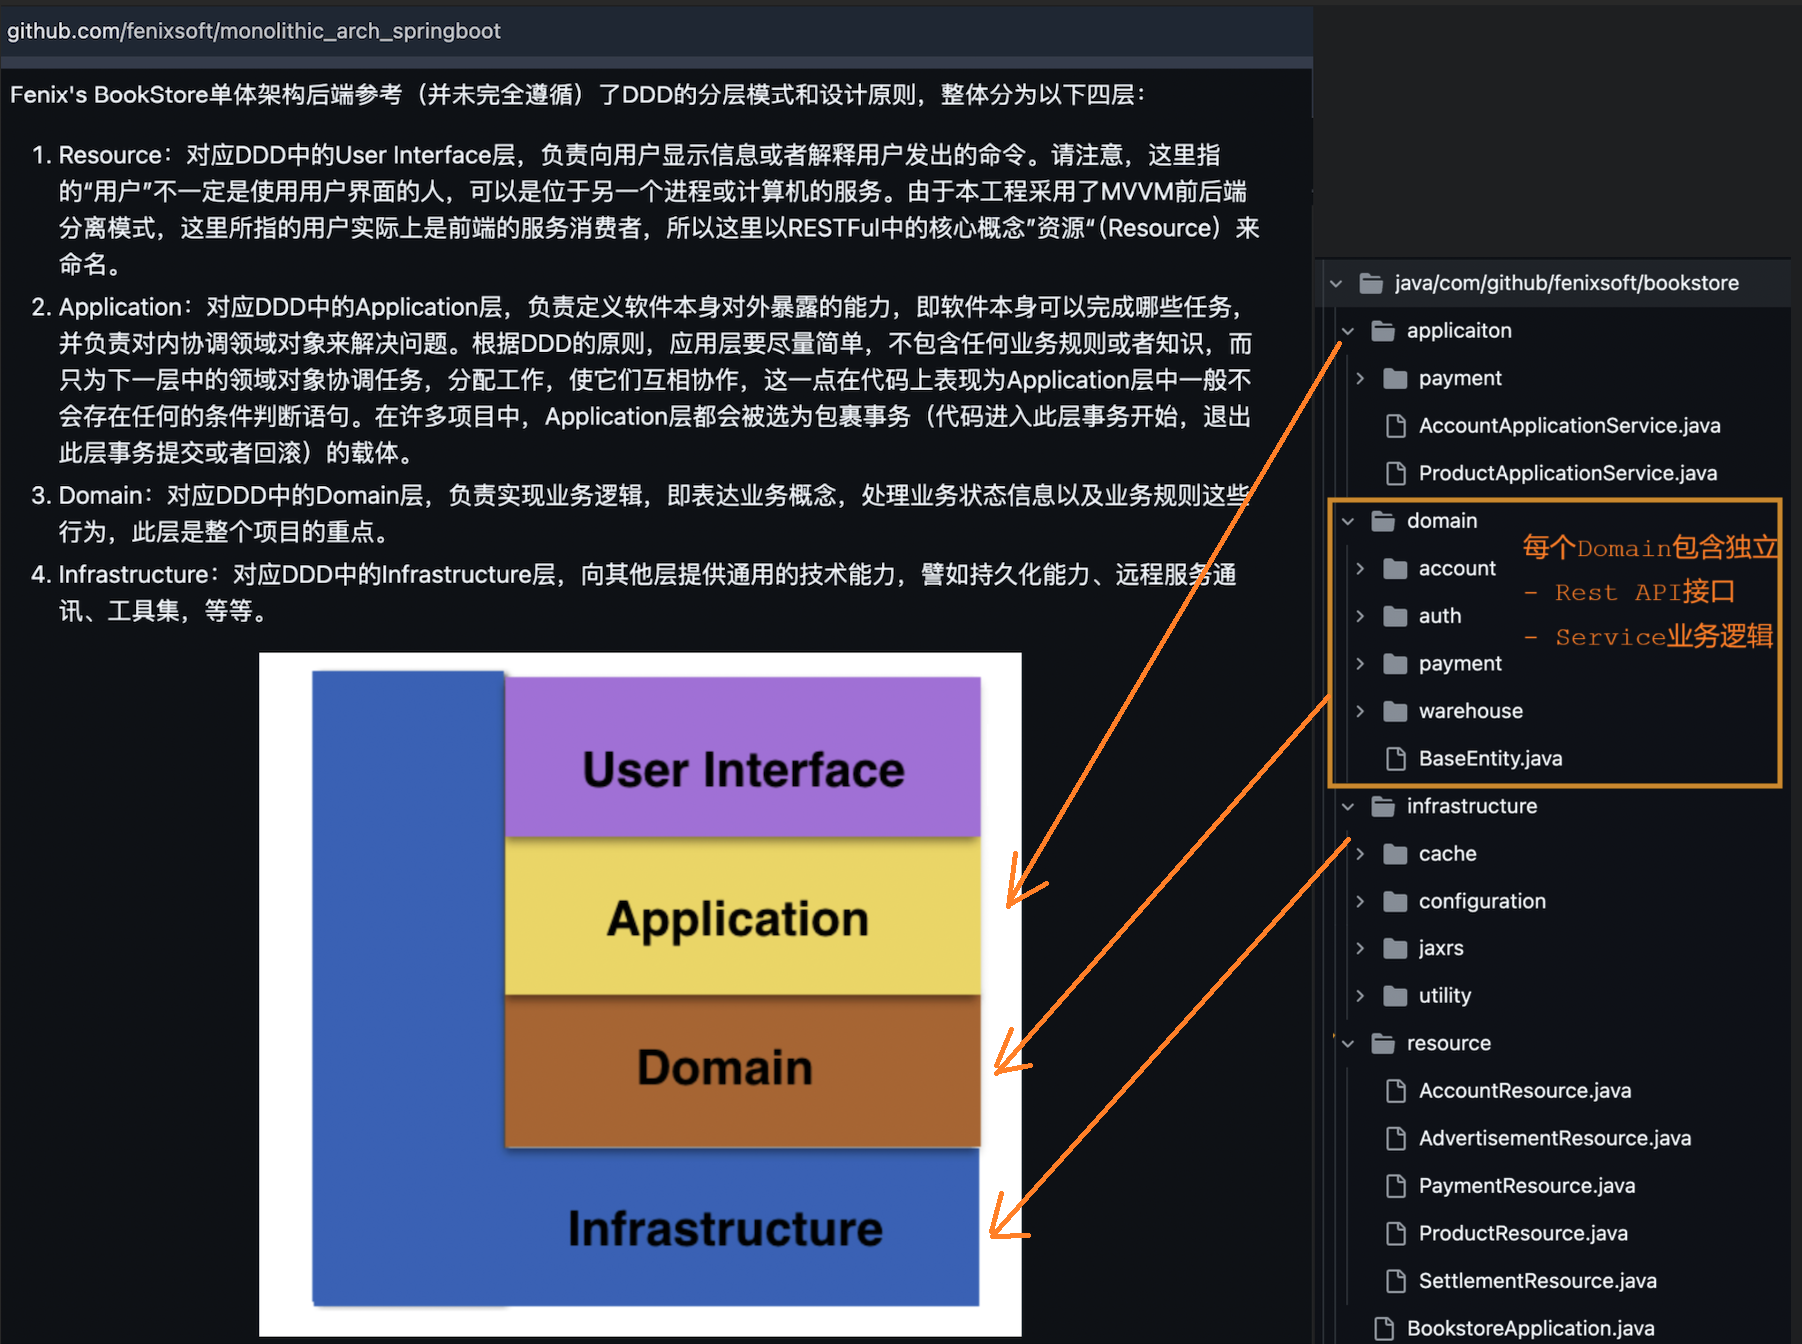 github.com/fenixsoft/monolithic_arch_springboot
Fenix's BookStore单体架构后端参考（并未完全遵循）了DDD的分层模式和设计原则，整体分为以下四层：
1. Resource：对应DDD中的User Interface层，负责向用户显示信息或者解释用户发出的命令。请注意，这里指
的“用户”不一定是使用用户界面的人，可以是位于另一个进程或计算机的服务。由于本工程采用了MVVM前后端
分离模式，这里所指的用户实际上是前端的服务消费者，所以这里以RESTFul中的核心概念”资源“（Resource）来
命名。
2. Application：对应DDD中的Application层，负责定义软件本身对外暴露的能力，即软件本身可以完成哪些任务，
并负责对内协调领域对象来解决问题。根据DDD的原则，应用层要尽量简单，不包含任何业务规则或者知识，而
只为下一层中的领域对象协调任务，分配工作，使它们互相协作，这一点在代码上表现为Application层中一般不
会存在任何的条件判断语句。在许多项目中，Application层都会被选为包裹事务（代码进入此层事务开始，退出
此层事务提交或者回滚）的载体。
3. Domain：对应DDD中的Domain层，负责实现业务逻辑，即表达业务概念，处理业务状态信息以及业务规则这些
行为，此层是整个项目的重点。
4. Infrastructure：对应DDD中的Infrastructure层，向其他层提供通用的技术能力，譬如持久化能力、远程服务通
讯、工具集，等等。
User Interface
Application
Domain
Infrastructure
java/com/github/fenixsoft/bookstore
applicaiton
payment
AccountApplicationService.java
ProductApplicationService.java
domain
每个Domain包含独立
account
- Rest API接口
auth
- Service业务逻辑
payment
warehouse
BaseEntity.java
infrastructure
cache
configuration
jaxrs
utility
resource
AccountResource.java
AdvertisementResource.java
PaymentResource.java
ProductResource.java
SettlementResource.java
BookstoreApplication.java